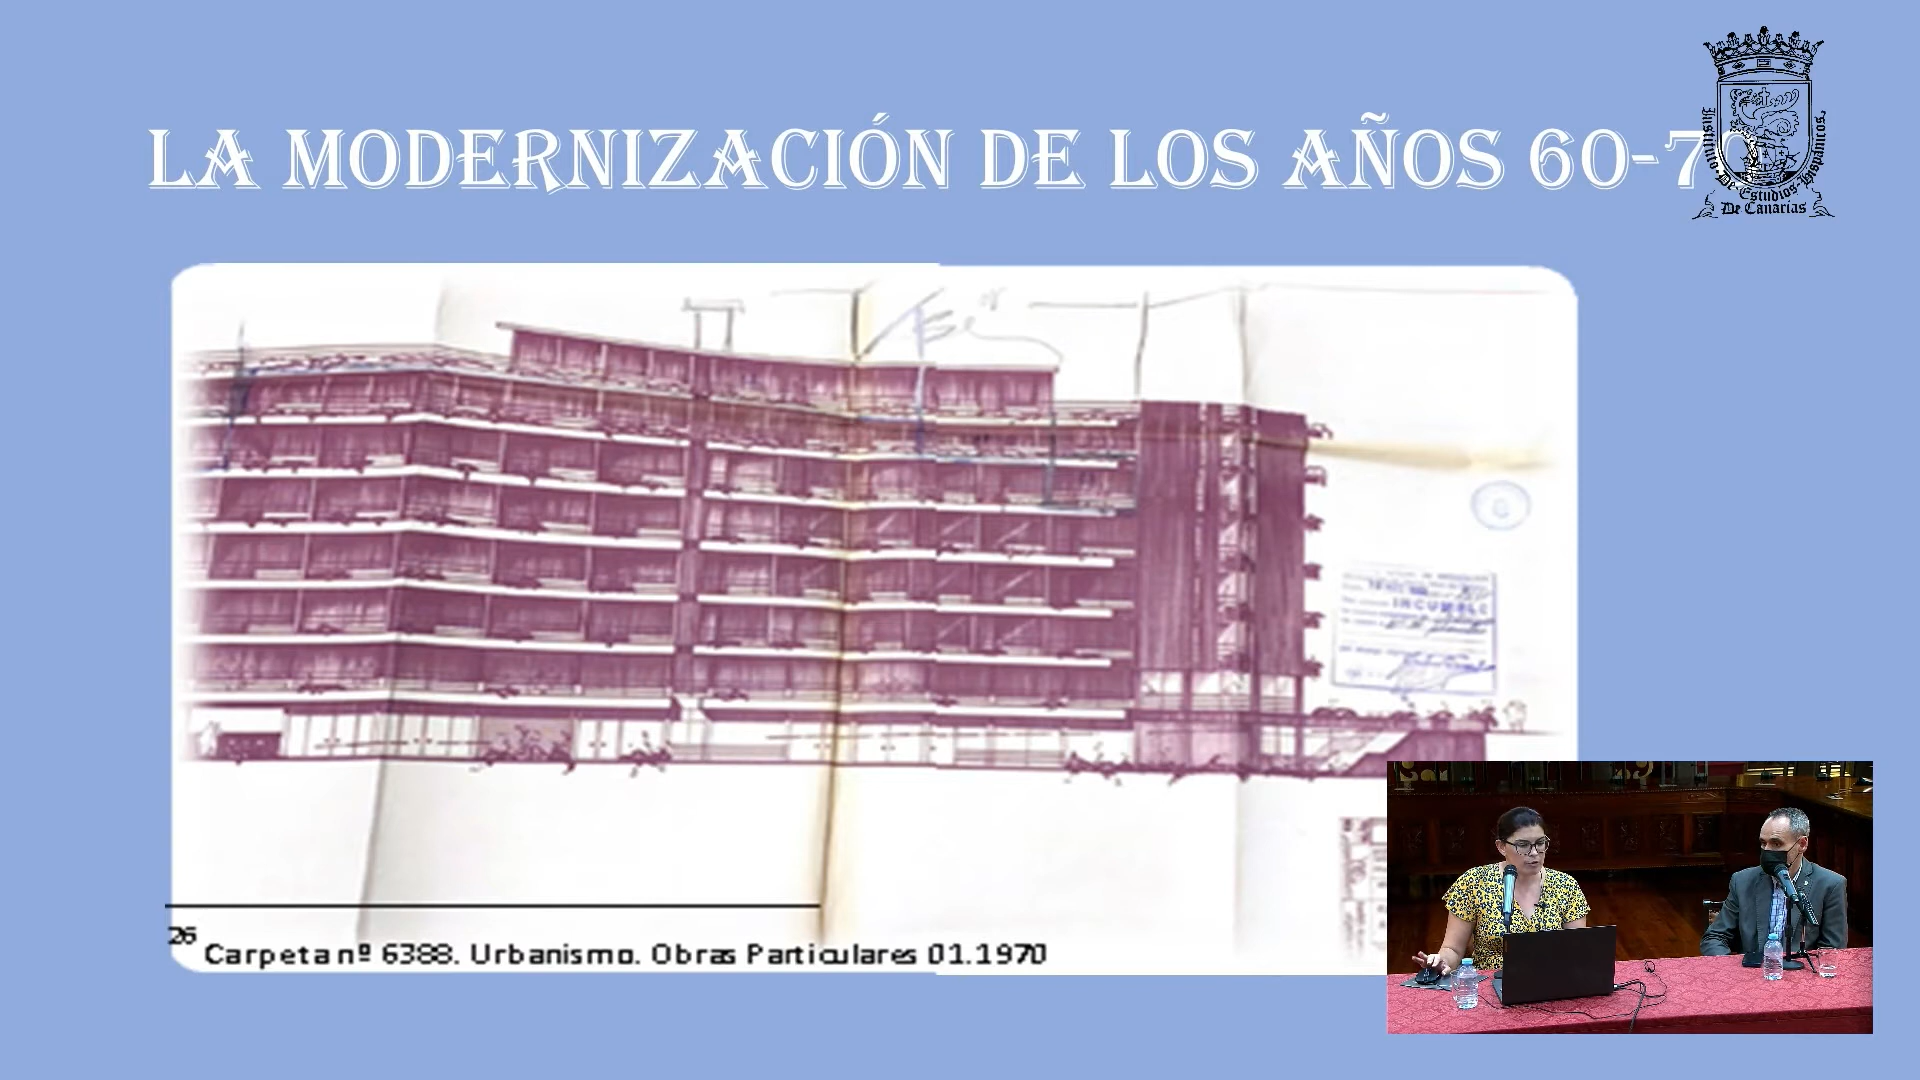 LA MODERNIZACIÓN DE LOS AÑOS 60-70
Instituto
De Estudios Hispánicos
De Canarias
INCUMPLE
26 Carpeta nº 6388. Urbanismo. Obras Particulares 01.1970